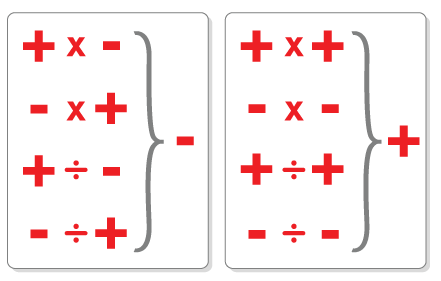 + x -
- x +
+ ÷ -
- ÷ +
-
+ x +
- x -
+ ÷ +
- ÷ -
+